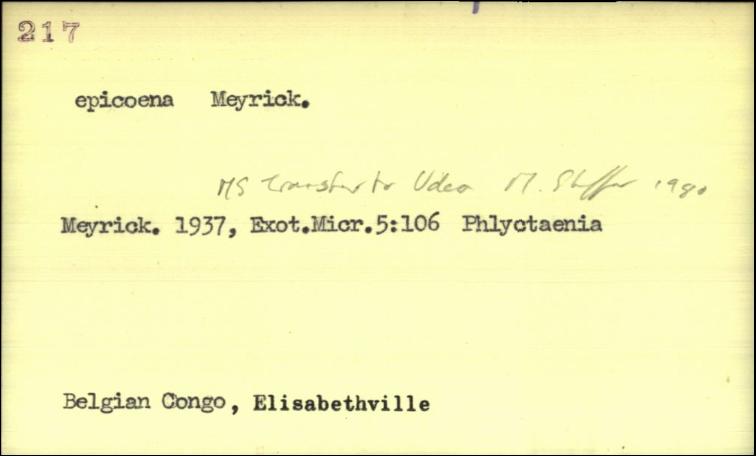 217
epicoena Meyrick.
MS transfer to Udea M. Shaffer 1980
Meyrick. 1937, Exot.Micr.5:106 Phlyctaenia
Belgian Congo, Elisabethville